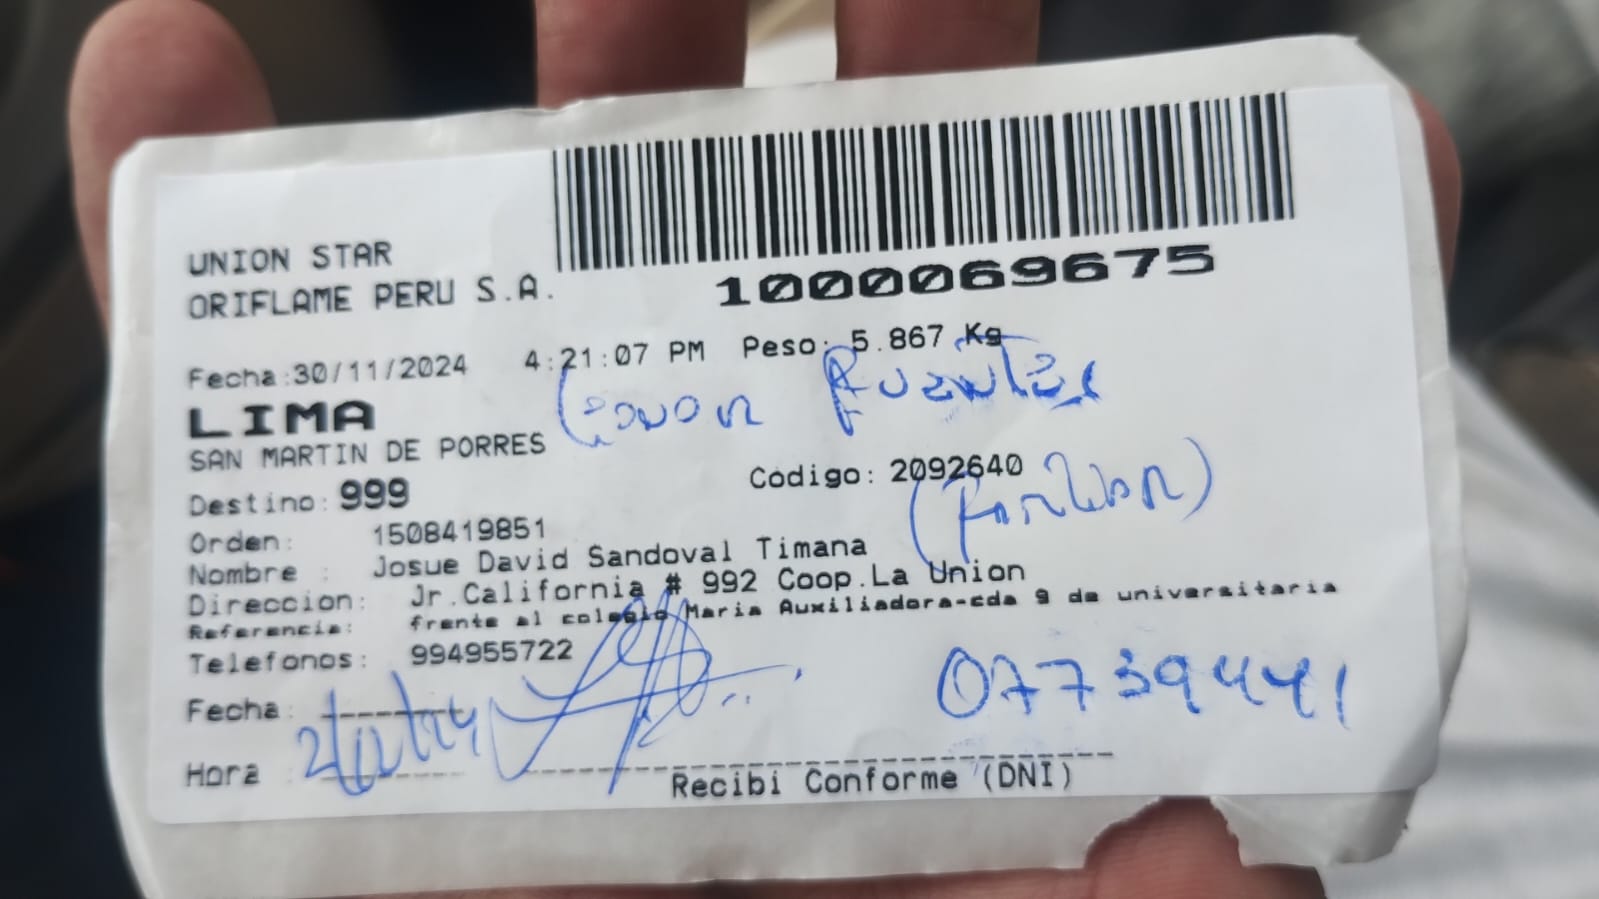 UNION STAR
ORIFLAME PERU S.A.
1000069675
Fecha:30/11/2024 4:21:07 PM Peso: 5.867 Kg
LIMA
SAN MARTIN DE PORRES
Destino: 999
Codigo: 2092640
Orden: 1508419851
Nombre : Josue David Sandoval Timana
Direccion: Jr.California # 992 Coop.La Union
Referencia: frente al colegio Maria Auxiliadora-cda 9 de universitaria
Telefonos: 994955722
Fecha: 2/12/24
07739441
Hora :
Recibi Conforme (DNI)